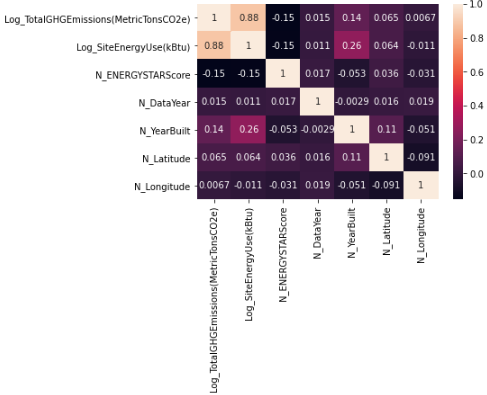 Log_TotalGHGEmissions(MetricTonsCO2e) 1 0.88 -0.15 0.015 0.14 0.065 0.0067
Log_SiteEnergyUse(kBtu) 0.88 1 -0.15 0.011 0.26 0.064 -0.011
N_ENERGYSTARScore -0.15 -0.15 1 0.017 -0.053 0.036 -0.031
N_DataYear 0.015 0.011 0.017 1 -0.0029 0.016 0.019
N_YearBuilt 0.14 0.26 -0.053 -0.0029 1 0.11 -0.051
N_Latitude 0.065 0.064 0.036 0.016 0.11 1 -0.091
N_Longitude 0.0067 -0.011 -0.031 0.019 -0.051 -0.091 1
Log_TotalGHGEmissions(MetricTonsCO2e)
Log_SiteEnergyUse(kBtu)
N_ENERGYSTARScore
N_DataYear
N_YearBuilt
N_Latitude
N_Longitude
1.0
0.8
0.6
0.4
0.2
0.0